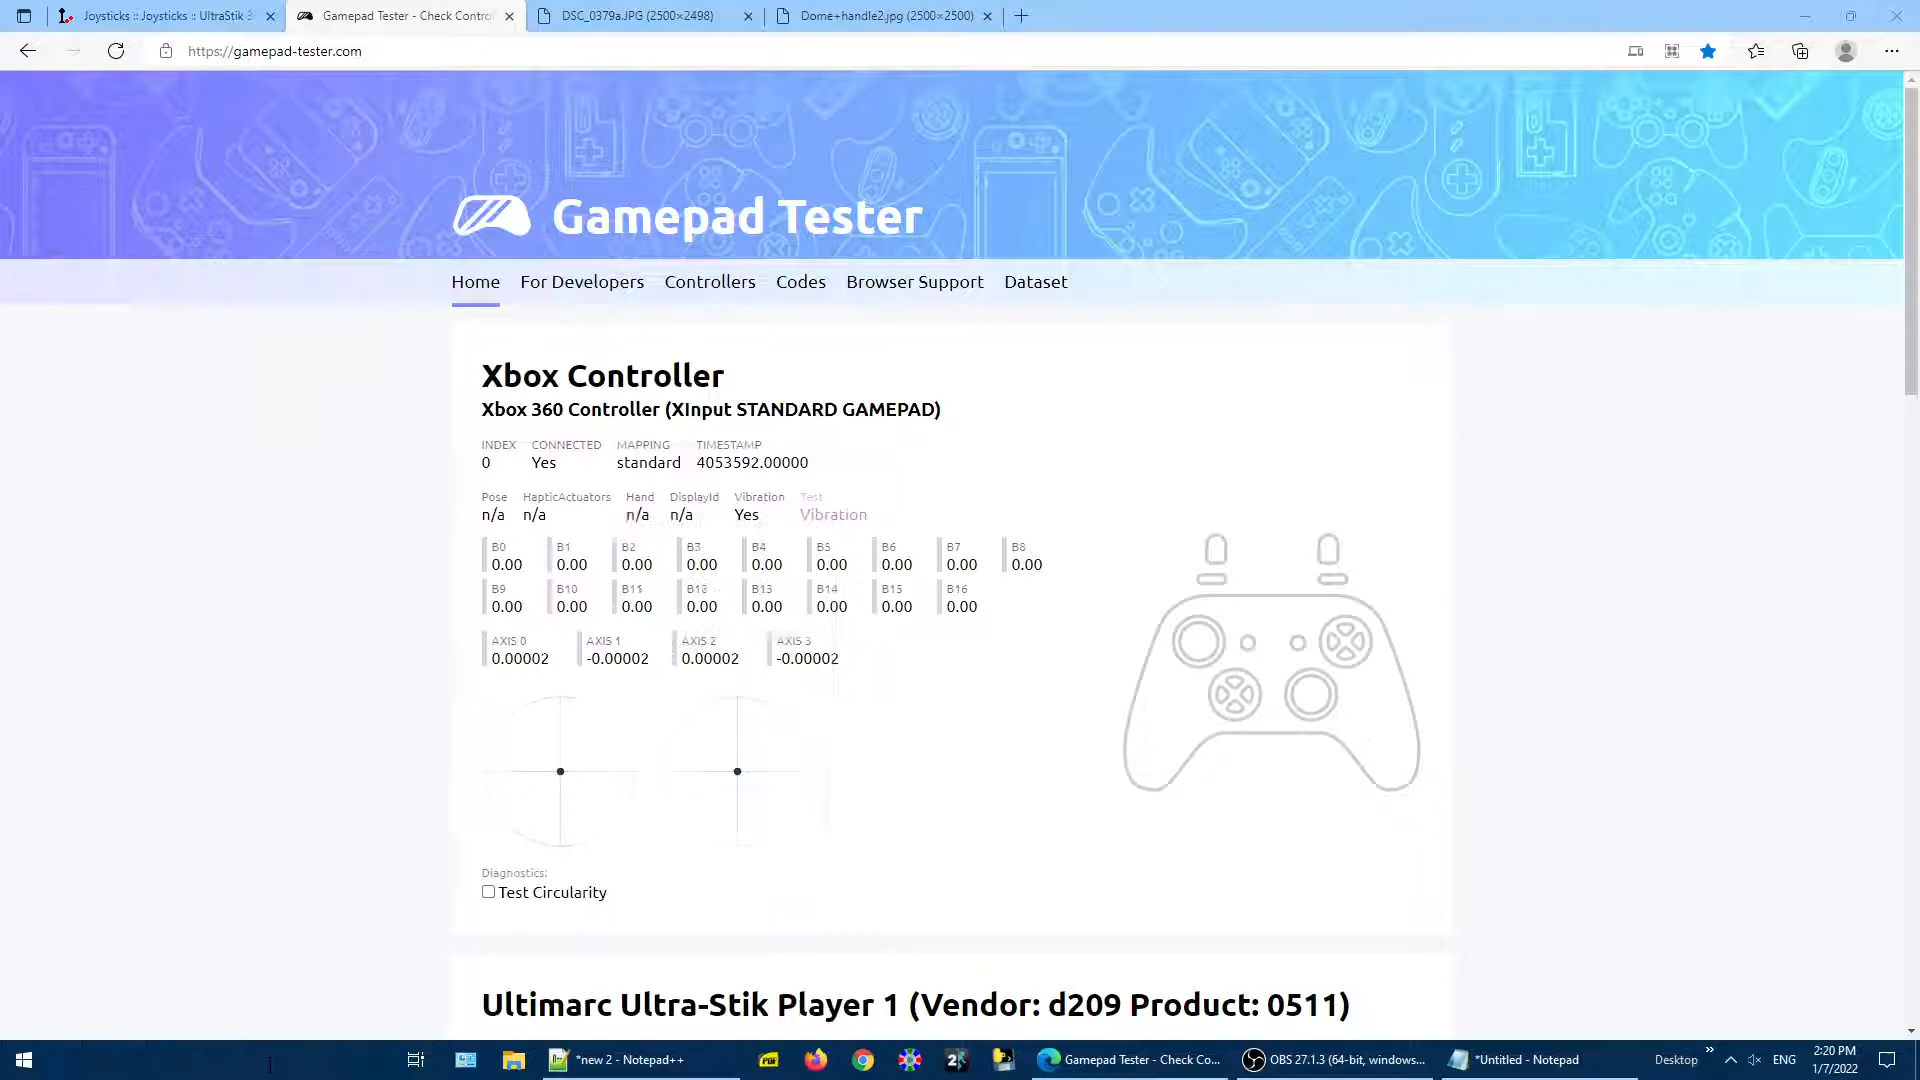 Joysticks :: Joysticks :: UltraStik 3
Gamepad Tester - Check Contro
DSC_0379a.JPG (2500×2498)
Dome+handle2.jpg (2500×2500)
https://gamepad-tester.com
Gamepad Tester
Home For Developers Controllers Codes Browser Support Dataset
Xbox Controller
Xbox 360 Controller (XInput STANDARD GAMEPAD)
INDEX CONNECTED MAPPING TIMESTAMP
0 Yes standard 4053592.00000
Pose HapticActuators Hand DisplayId Vibration Test
n/a n/a n/a n/a Yes Vibration
B0 B1 B2 B3 B4 B5 B6 B7 B8
0.00 0.00 0.00 0.00 0.00 0.00 0.00 0.00 0.00
B9 B10 B11 B12 B13 B14 B15 B16
0.00 0.00 0.00 0.00 0.00 0.00 0.00 0.00
AXIS 0 AXIS 1 AXIS 2 AXIS 3
0.00002 -0.00002 0.00002 -0.00002
Diagnostics:
Test Circularity
Ultimarc Ultra-Stik Player 1 (Vendor: d209 Product: 0511)
*new 2 - Notepad++
PDF
Gamepad Tester - Check Co...
OBS 27.1.3 (64-bit, windows...
*Untitled - Notepad
Desktop
ENG
2:20 PM
1/7/2022